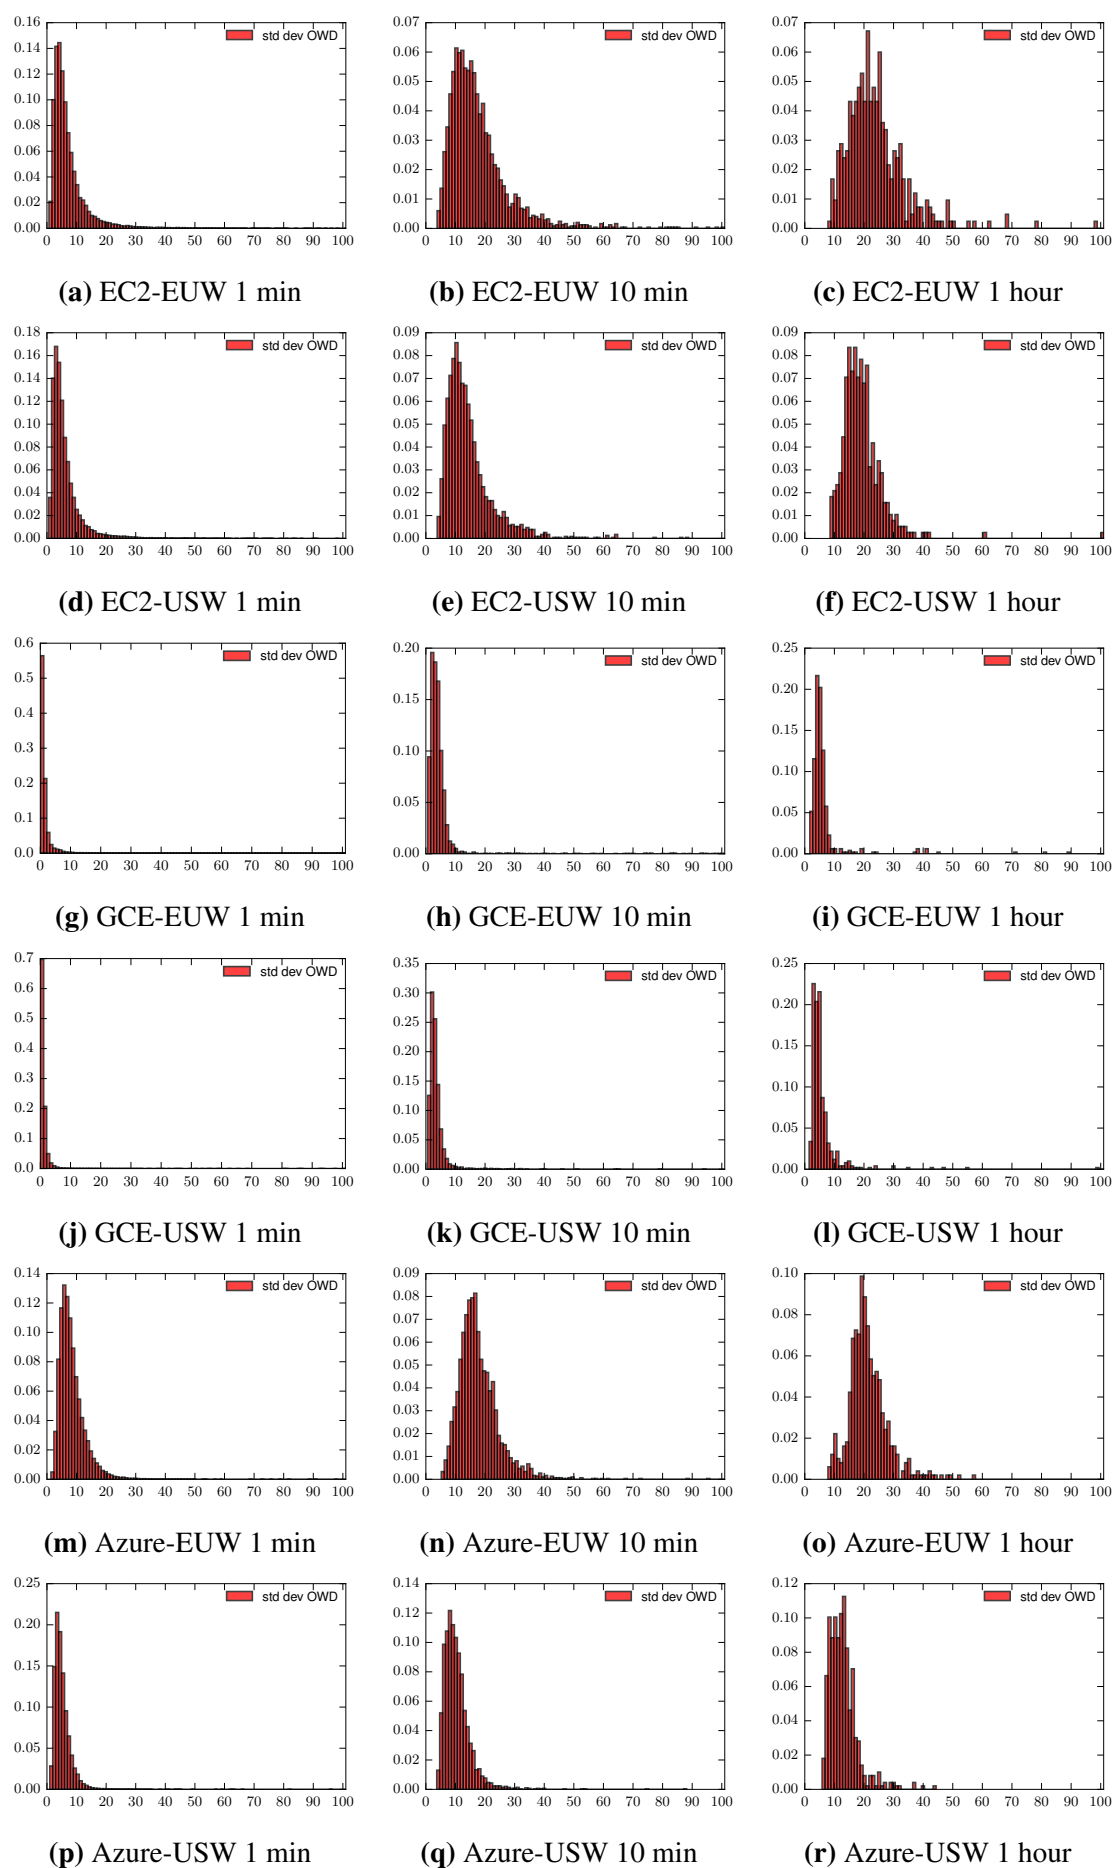 0.16 0.14 0.12 0.10 0.08 0.06 0.04 0.02 0.00
0 10 20 30 40 50 60 70 80 90 100
std dev OWD
0.07 0.06 0.05 0.04 0.03 0.02 0.01 0.00
0 10 20 30 40 50 60 70 80 90 100
std dev OWD
0.07 0.06 0.05 0.04 0.03 0.02 0.01 0.00
0 10 20 30 40 50 60 70 80 90 100
std dev OWD
(a) EC2-EUW 1 min
(b) EC2-EUW 10 min
(c) EC2-EUW 1 hour
0.18 0.16 0.14 0.12 0.10 0.08 0.06 0.04 0.02 0.00
0 10 20 30 40 50 60 70 80 90 100
std dev OWD
0.09 0.08 0.07 0.06 0.05 0.04 0.03 0.02 0.01 0.00
0 10 20 30 40 50 60 70 80 90 100
std dev OWD
0.09 0.08 0.07 0.06 0.05 0.04 0.03 0.02 0.01 0.00
0 10 20 30 40 50 60 70 80 90 100
std dev OWD
(d) EC2-USW 1 min
(e) EC2-USW 10 min
(f) EC2-USW 1 hour
0.6 0.5 0.4 0.3 0.2 0.1 0.0
0 10 20 30 40 50 60 70 80 90 100
std dev OWD
0.20 0.15 0.10 0.05 0.00
0 10 20 30 40 50 60 70 80 90 100
std dev OWD
0.25 0.20 0.15 0.10 0.05 0.00
0 10 20 30 40 50 60 70 80 90 100
std dev OWD
(g) GCE-EUW 1 min
(h) GCE-EUW 10 min
(i) GCE-EUW 1 hour
0.7 0.6 0.5 0.4 0.3 0.2 0.1 0.0
0 10 20 30 40 50 60 70 80 90 100
std dev OWD
0.35 0.30 0.25 0.20 0.15 0.10 0.05 0.00
0 10 20 30 40 50 60 70 80 90 100
std dev OWD
0.25 0.20 0.15 0.10 0.05 0.00
0 10 20 30 40 50 60 70 80 90 100
std dev OWD
(j) GCE-USW 1 min
(k) GCE-USW 10 min
(l) GCE-USW 1 hour
0.14 0.12 0.10 0.08 0.06 0.04 0.02 0.00
0 10 20 30 40 50 60 70 80 90 100
std dev OWD
0.09 0.08 0.07 0.06 0.05 0.04 0.03 0.02 0.01 0.00
0 10 20 30 40 50 60 70 80 90 100
std dev OWD
0.10 0.08 0.06 0.04 0.02 0.00
0 10 20 30 40 50 60 70 80 90 100
std dev OWD
(m) Azure-EUW 1 min
(n) Azure-EUW 10 min
(o) Azure-EUW 1 hour
0.25 0.20 0.15 0.10 0.05 0.00
0 10 20 30 40 50 60 70 80 90 100
std dev OWD
0.14 0.12 0.10 0.08 0.06 0.04 0.02 0.00
0 10 20 30 40 50 60 70 80 90 100
std dev OWD
0.12 0.10 0.08 0.06 0.04 0.02 0.00
0 10 20 30 40 50 60 70 80 90 100
std dev OWD
(p) Azure-USW 1 min
(q) Azure-USW 10 min
(r) Azure-USW 1 hour